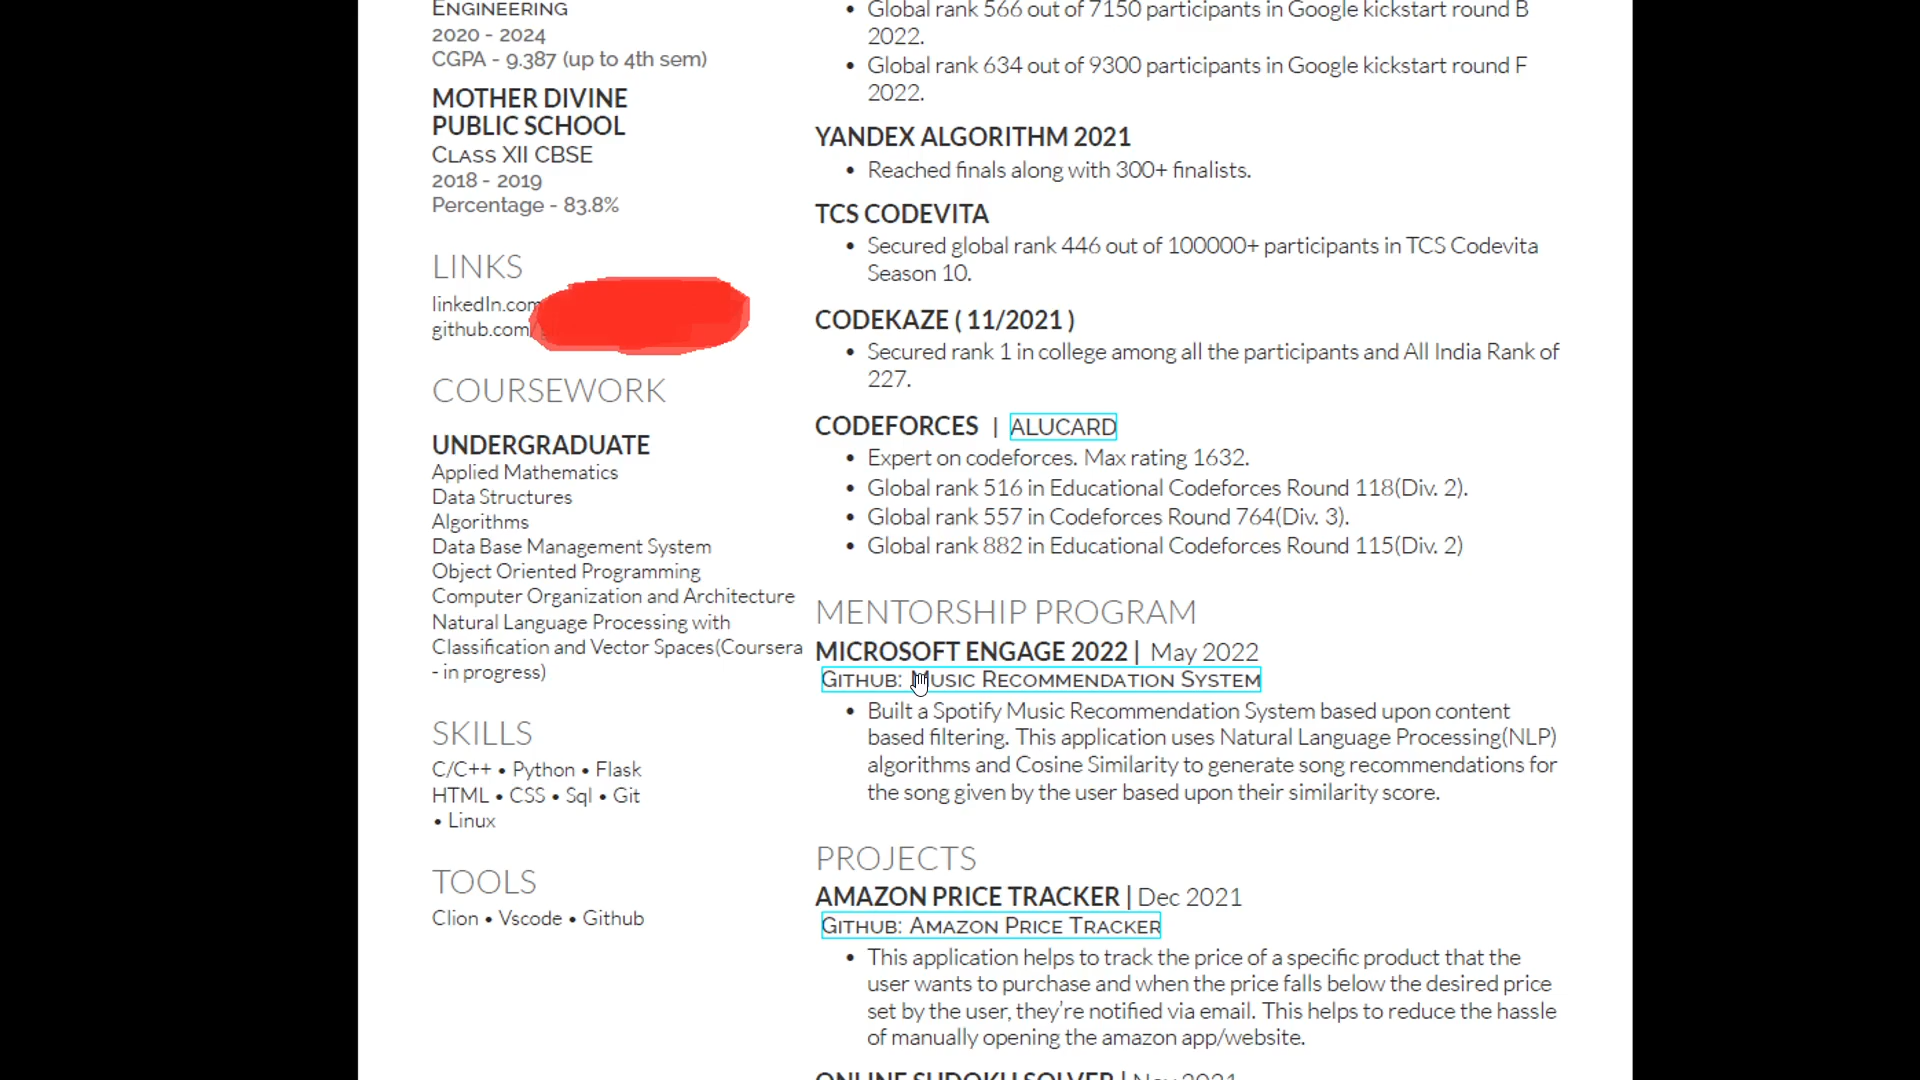 ENGINEERING
2020 - 2024
CGPA - 9.387 (up to 4th sem)
MOTHER DIVINE
PUBLIC SCHOOL
CLASS XII CBSE
2018 - 2019
Percentage - 83.8%
LINKS
linkedIn.com
github.com/
COURSEWORK
UNDERGRADUATE
Applied Mathematics
Data Structures
Algorithms
Data Base Management System
Object Oriented Programming
Computer Organization and Architecture
Natural Language Processing with
Classification and Vector Spaces(Coursera
- in progress)
SKILLS
C/C++ • Python • Flask
HTML • CSS • Sql • Git
• Linux
TOOLS
Clion • Vscode • Github
• Global rank 566 out of 7150 participants in Google kickstart round B
2022.
• Global rank 634 out of 9300 participants in Google kickstart round F
2022.
YANDEX ALGORITHM 2021
• Reached finals along with 300+ finalists.
TCS CODEVITA
• Secured global rank 446 out of 100000+ participants in TCS Codevita
Season 10.
CODEKAZE ( 11/2021 )
• Secured rank 1 in college among all the participants and All India Rank of
227.
CODEFORCES | ALUCARD
• Expert on codeforces. Max rating 1632.
• Global rank 516 in Educational Codeforces Round 118(Div. 2).
• Global rank 557 in Codeforces Round 764(Div. 3).
• Global rank 882 in Educational Codeforces Round 115(Div. 2)
MENTORSHIP PROGRAM
MICROSOFT ENGAGE 2022 | May 2022
GITHUB: MUSIC RECOMMENDATION SYSTEM
• Built a Spotify Music Recommendation System based upon content
based filtering. This application uses Natural Language Processing(NLP)
algorithms and Cosine Similarity to generate song recommendations for
the song given by the user based upon their similarity score.
PROJECTS
AMAZON PRICE TRACKER | Dec 2021
GITHUB: AMAZON PRICE TRACKER
• This application helps to track the price of a specific product that the
user wants to purchase and when the price falls below the desired price
set by the user, they're notified via email. This helps to reduce the hassle
of manually opening the amazon app/website.
ONLINE SUDOKU SOLVER | Nov 2021